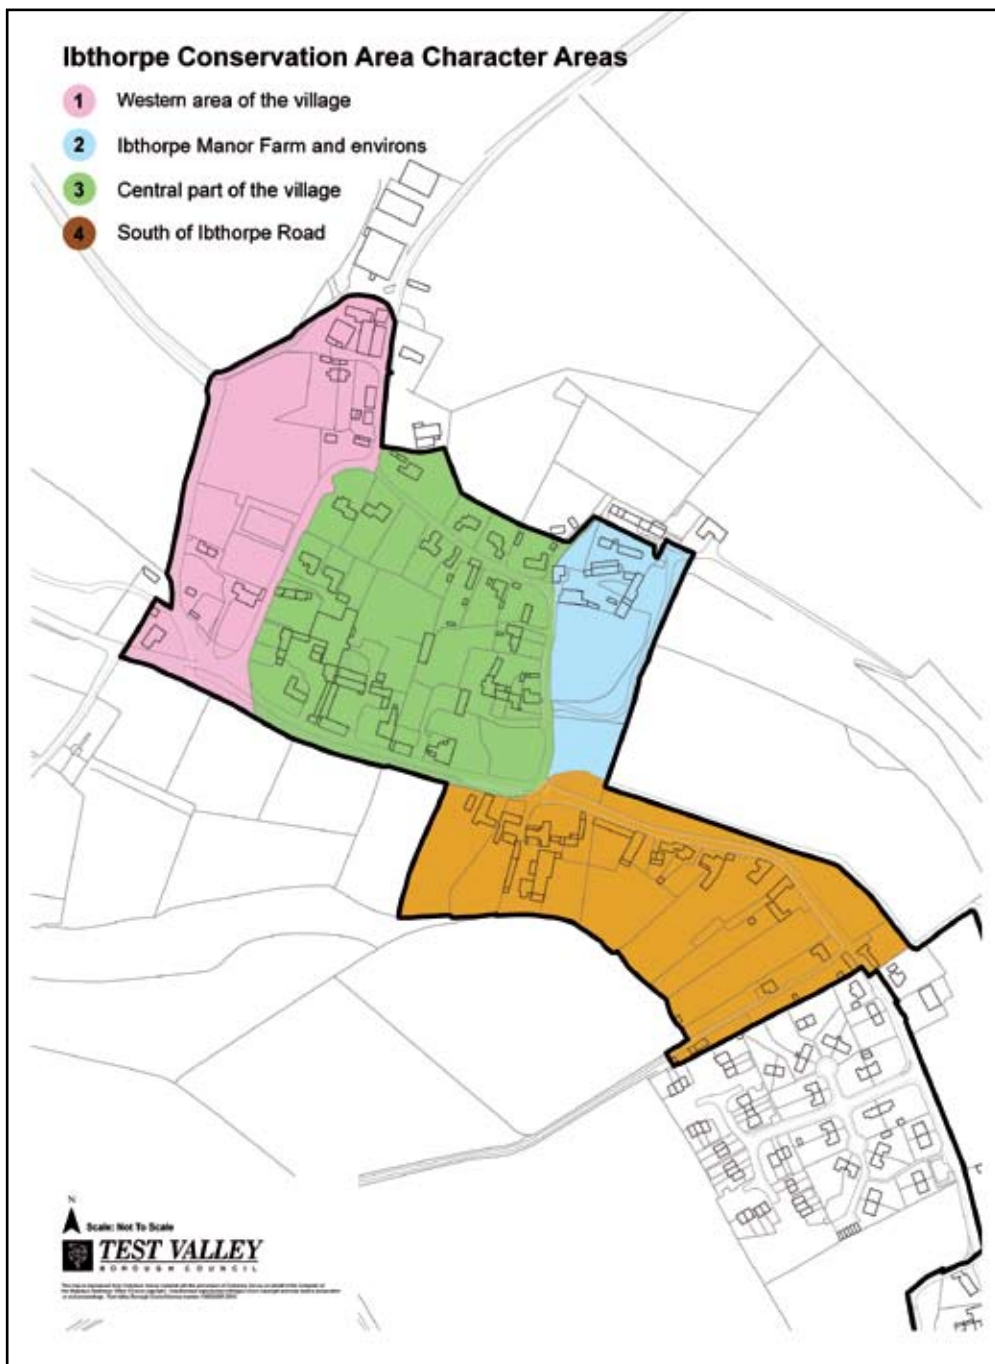 Ibthorpe Conservation Area Character Areas
1 Western area of the village
2 Ibthorpe Manor Farm and environs
3 Central part of the village
4 South of Ibthorpe Road
N
Scale: Not To Scale
TEST VALLEY
BOROUGH COUNCIL